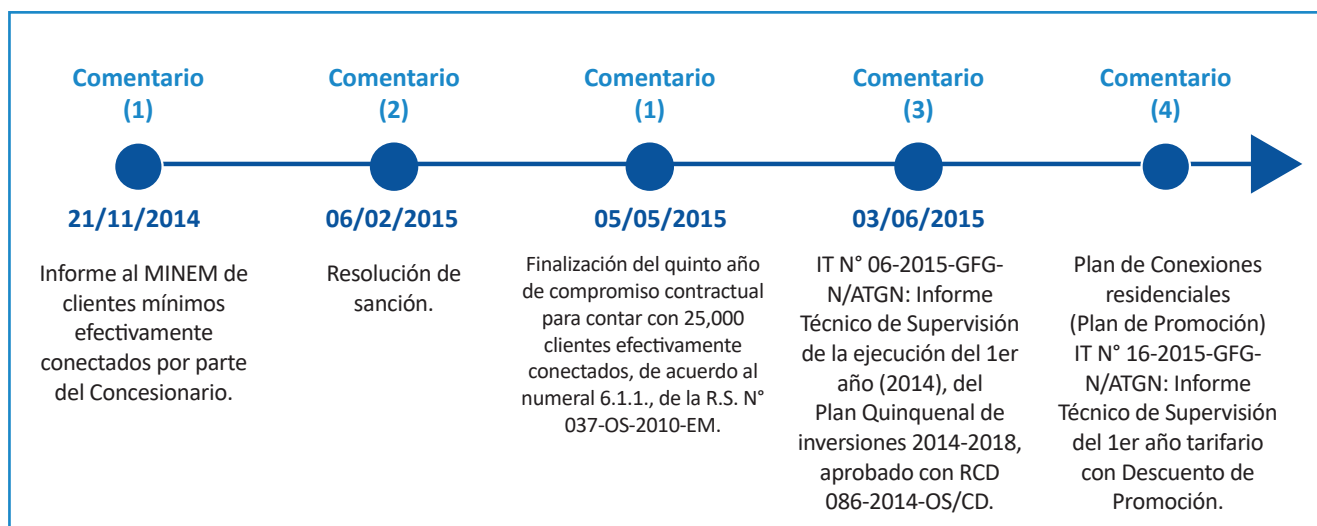 Comentario
(1)
Comentario
(2)
Comentario
(1)
Comentario
(3)
Comentario
(4)
21/11/2014
Informe al MINEM de
clientes mínimos
efectivamente
conectados por parte
del Concesionario.
06/02/2015
Resolución de
sanción.
05/05/2015
Finalización del quinto año
de compromiso contractual
para contar con 25,000
clientes efectivamente
conectados, de acuerdo al
numeral 6.1.1., de la R.S. N°
037-OS-2010-EM.
03/06/2015
IT N° 06-2015-GFG-
N/ATGN: Informe
Técnico de Supervisión
de la ejecución del 1er
año (2014), del
Plan Quinquenal de
inversiones 2014-2018,
aprobado con RCD
086-2014-OS/CD.
Plan de Conexiones
residenciales
(Plan de Promoción)
IT N° 16-2015-GFG-
N/ATGN: Informe
Técnico de Supervisión
del 1er año tarifario
con Descuento de
Promoción.